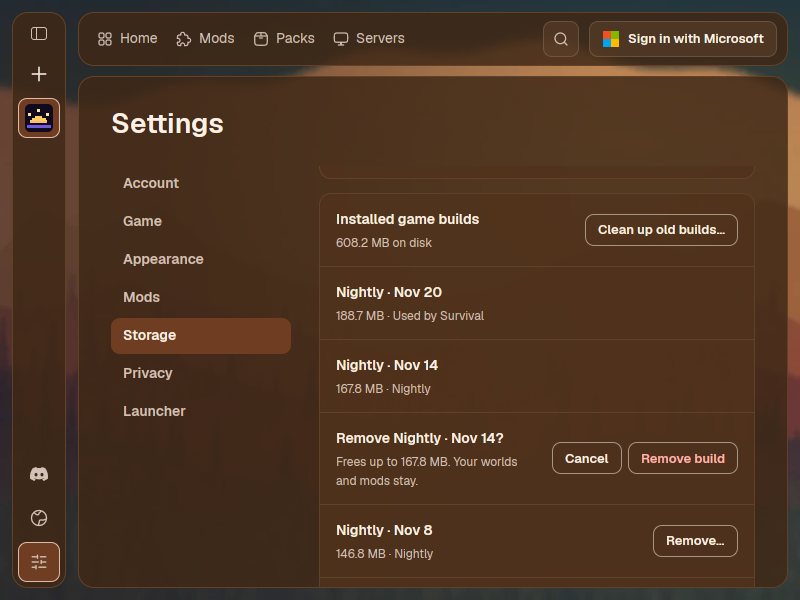 Home
Mods
Packs
Servers
Sign in with Microsoft
Settings
Account
Game
Appearance
Mods
Storage
Privacy
Launcher
Installed game builds
608.2 MB on disk
Clean up old builds...
Nightly · Nov 20
188.7 MB · Used by Survival
Nightly · Nov 14
167.8 MB · Nightly
Remove Nightly · Nov 14?
Frees up to 167.8 MB. Your worlds
and mods stay.
Cancel
Remove build
Nightly · Nov 8
146.8 MB · Nightly
Remove...